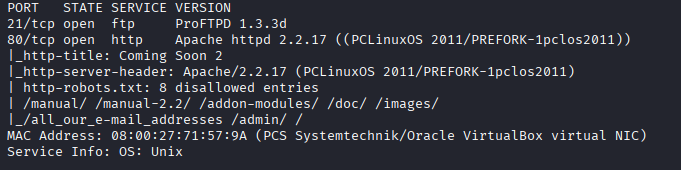 PORT   STATE SERVICE VERSION
21/tcp open  ftp     ProFTPD 1.3.3d
80/tcp open  http    Apache httpd 2.2.17 ((PCLinuxOS 2011/PREFORK-1pclos2011))
|_http-title: Coming Soon 2
|_http-server-header: Apache/2.2.17 (PCLinuxOS 2011/PREFORK-1pclos2011)
| http-robots.txt: 8 disallowed entries
| /manual/ /manual-2.2/ /addon-modules/ /doc/ /images/
|_/all_our_e-mail_addresses /admin/ /
MAC Address: 08:00:27:71:57:9A (PCS Systemtechnik/Oracle VirtualBox virtual NIC)
Service Info: OS: Unix